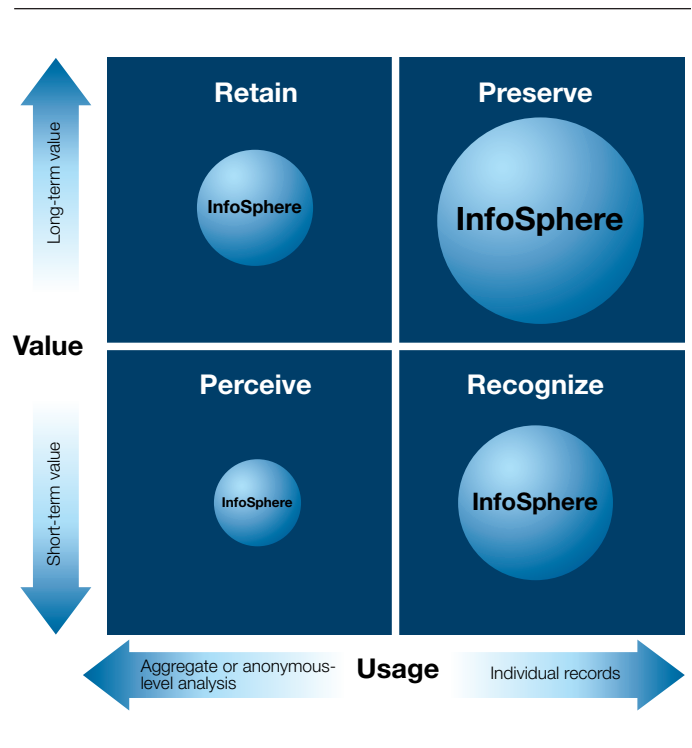 Retain
Preserve
Long-term value
InfoSphere
InfoSphere
Value
Perceive
Recognize
Short-term value
InfoSphere
InfoSphere
Aggregate or anonymous-
level analysis
Usage
Individual records